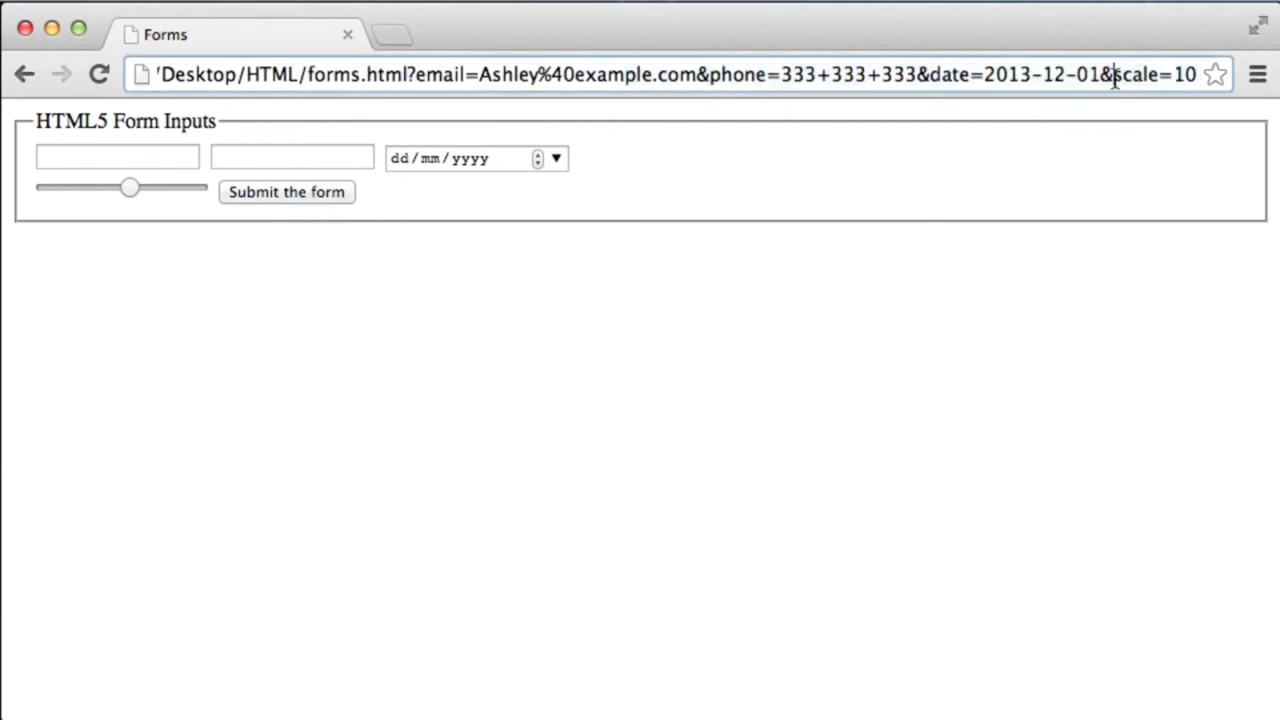 Forms
'Desktop/HTML/forms.html?email=Ashley%40example.com&phone=333+333+333&date=2013-12-01&scale=10
HTML5 Form Inputs
dd/mm/yyyy
Submit the form